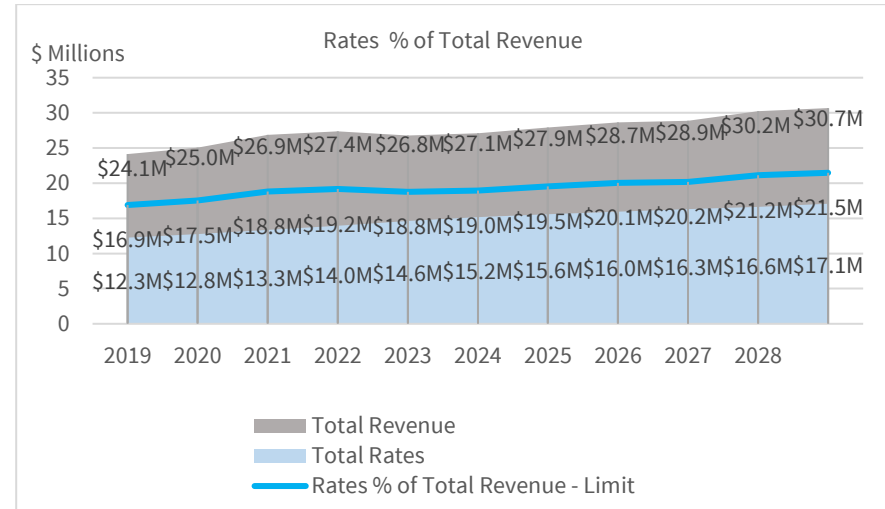 Rates % of Total Revenue
$ Millions
35
30
25
20
15
10
5
0
$24.1M $25.0M $26.9M $27.4M $26.8M $27.1M $27.9M $28.7M $28.9M $30.2M $30.7M
$16.9M $17.5M $18.8M $19.2M $18.8M $19.0M $19.5M $20.1M $20.2M $21.2M $21.5M
$12.3M $12.8M $13.3M $14.0M $14.6M $15.2M $15.6M $16.0M $16.3M $16.6M $17.1M
2019 2020 2021 2022 2023 2024 2025 2026 2027 2028
Total Revenue
Total Rates
Rates % of Total Revenue - Limit